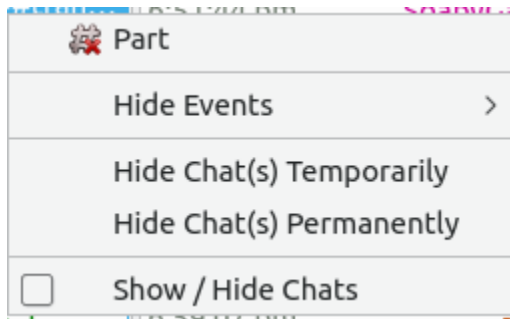 Part
Hide Events
Hide Chat(s) Temporarily
Hide Chat(s) Permanently
Show / Hide Chats